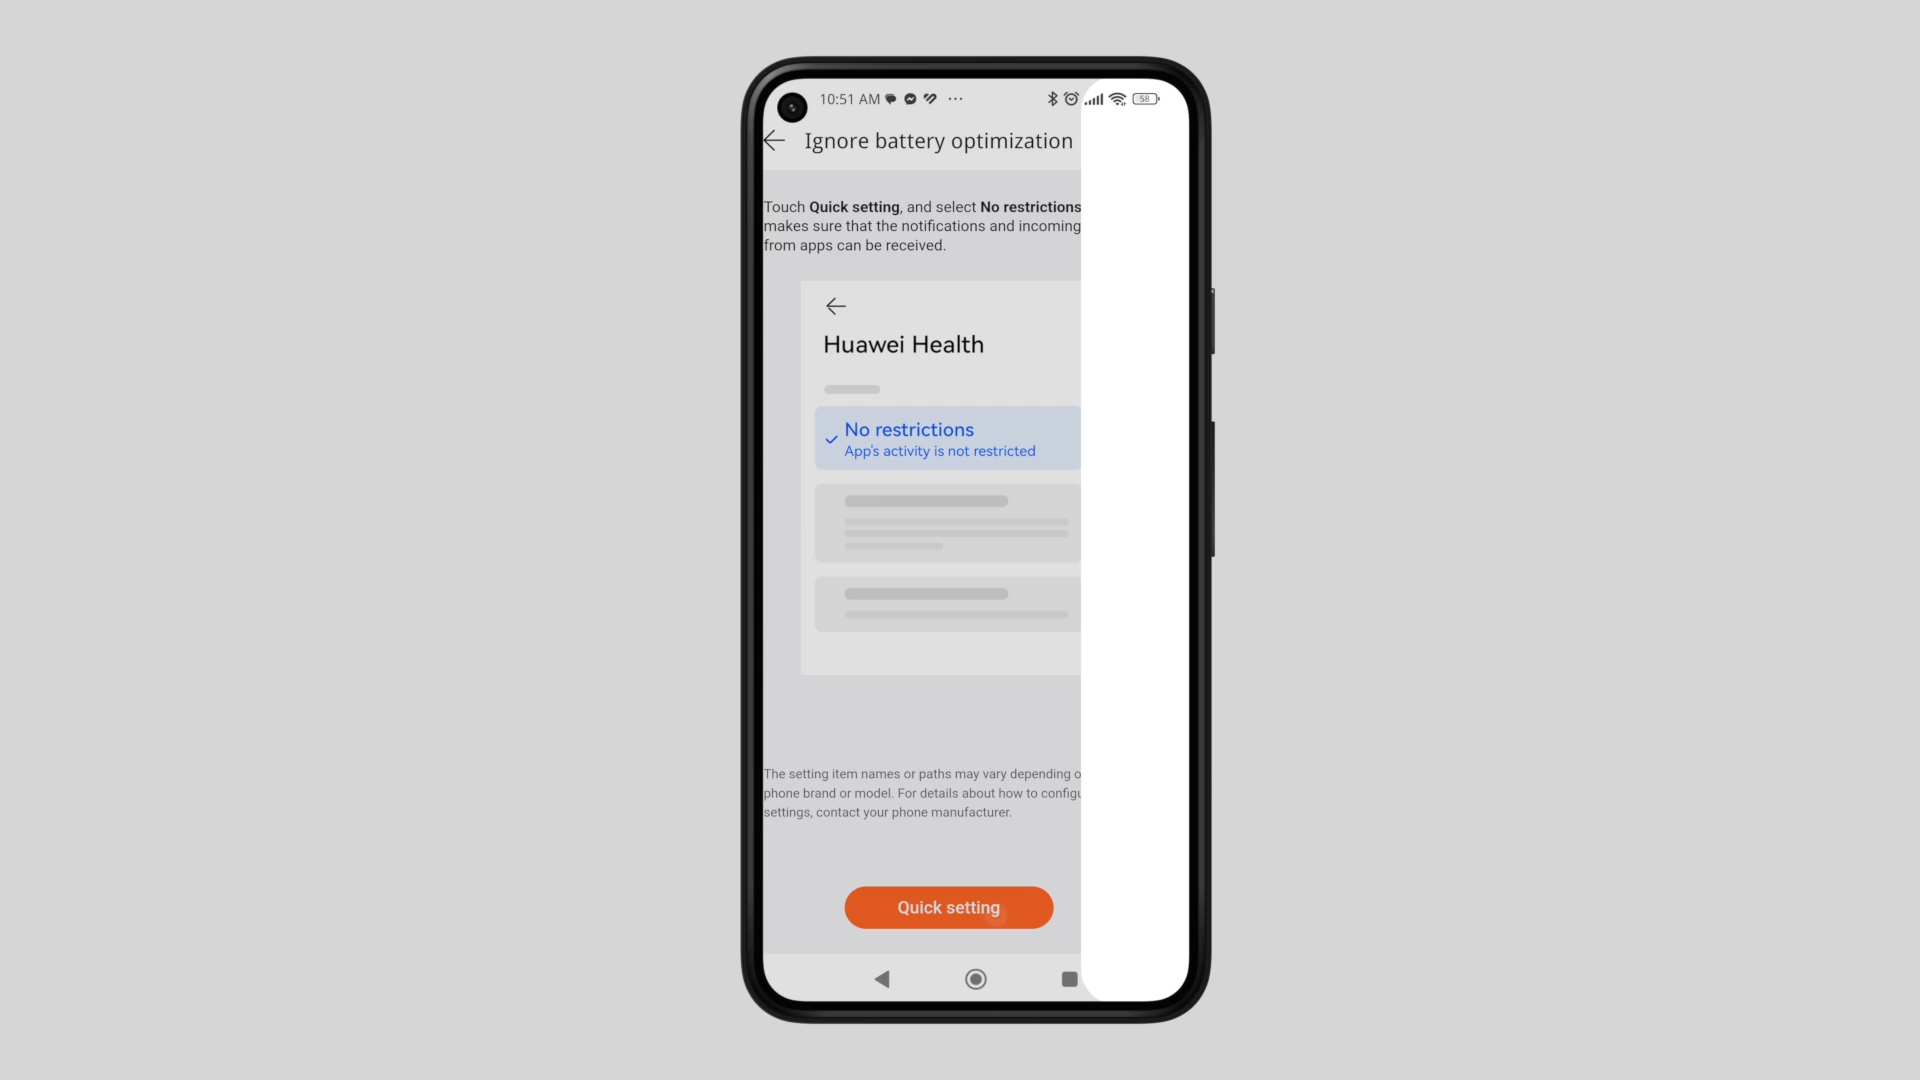 10:51 AM
58
Ignore battery optimization
Touch Quick setting, and select No restrictions
makes sure that the notifications and incoming
from apps can be received.
Huawei Health
No restrictions
App's activity is not restricted
The setting item names or paths may vary depending
phone brand or model. For details about how to
settings, contact your phone manufacturer.
Quick setting